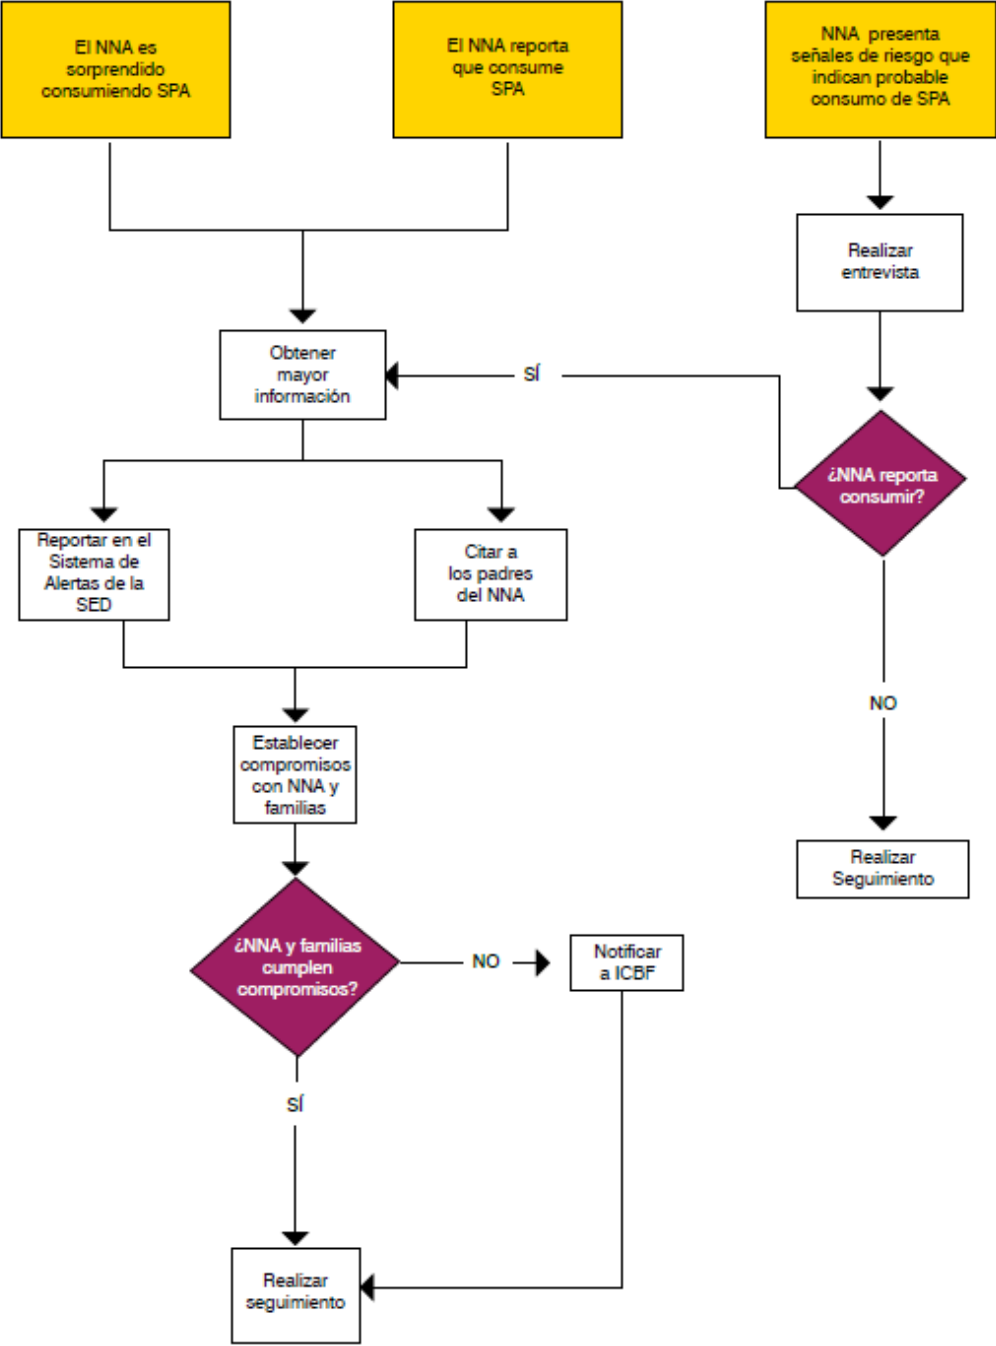 El NNA es
sorprendido
consumiendo SPA
El NNA reporta
que consume
SPA
NNA presenta
señales de riesgo que
indican probable
consumo de SPA
Realizar
entrevista
Obtener
mayor
información
SÍ
¿NNA reporta
consumir?
Reportar en el
Sistema de
Alertas de la
SED
Citar a
los padres
del NNA
NO
Establecer
compromisos
con NNA y
familias
Realizar
Seguimiento
¿NNA y familias
cumplen
compromisos?
NO
Notificar
a ICBF
SÍ
Realizar
seguimiento